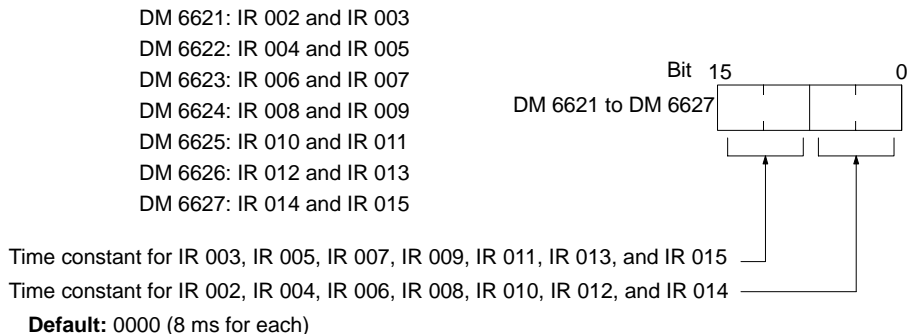 DM 6621: IR 002 and IR 003
DM 6622: IR 004 and IR 005
DM 6623: IR 006 and IR 007
DM 6624: IR 008 and IR 009
DM 6625: IR 010 and IR 011
DM 6626: IR 012 and IR 013
DM 6627: IR 014 and IR 015
Bit 15 0
DM 6621 to DM 6627
Time constant for IR 003, IR 005, IR 007, IR 009, IR 011, IR 013, and IR 015
Time constant for IR 002, IR 004, IR 006, IR 008, IR 010, IR 012, and IR 014
Default: 0000 (8 ms for each)